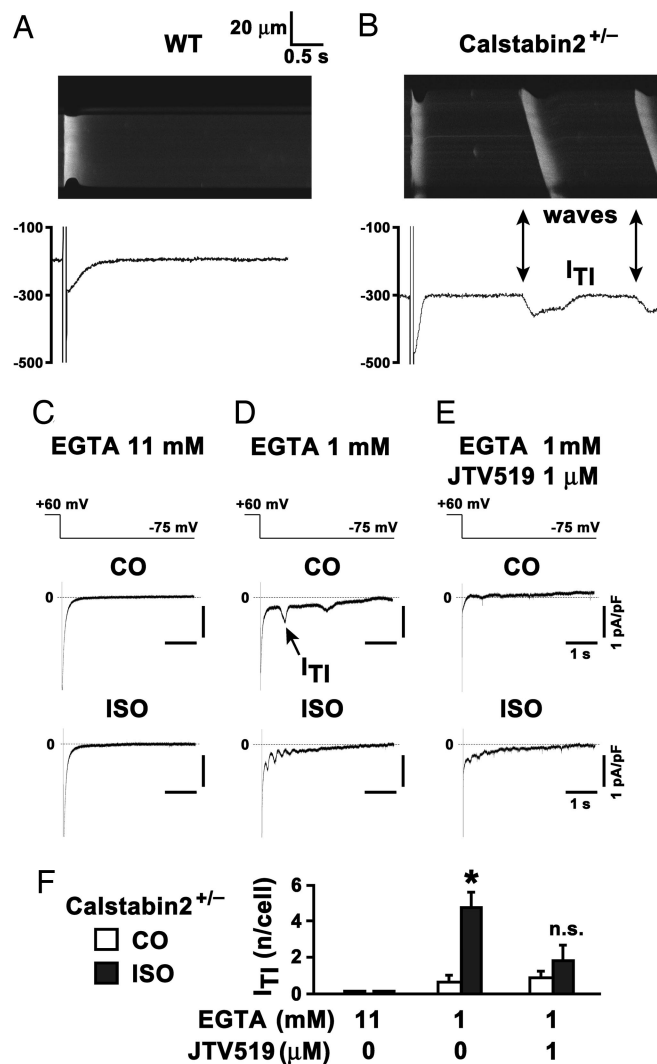 A
WT
20 μm
0.5 s
B
Calstabin2+/−
-100
-300
-500
-100
-300
-500
waves
ITI
C
EGTA 11 mM
D
EGTA 1 mM
E
EGTA 1 mM
JTV519 1 μM
+60 mV
-75 mV
+60 mV
-75 mV
+60 mV
-75 mV
CO
CO
CO
0
0
0
ITI
1 s
1 pA/pF
ISO
ISO
ISO
0
0
0
1 s
1 pA/pF
F
Calstabin2+/−
CO
ISO
ITI (n/cell)
6
4
2
0
*
n.s.
EGTA (mM) 11 1 1
JTV519 (μM) 0 0 1